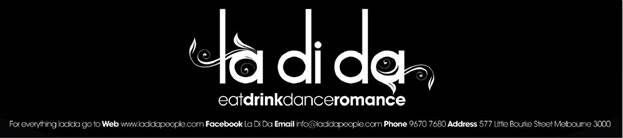 la di da
eatdrinkdanceromance
For everything ladida go to Web www.ladidapeople.com Facebook La Di Da Email info@ladidapeople.com Phone 9670 7680 Address 577 Little Bourke Street Melbourne 3000